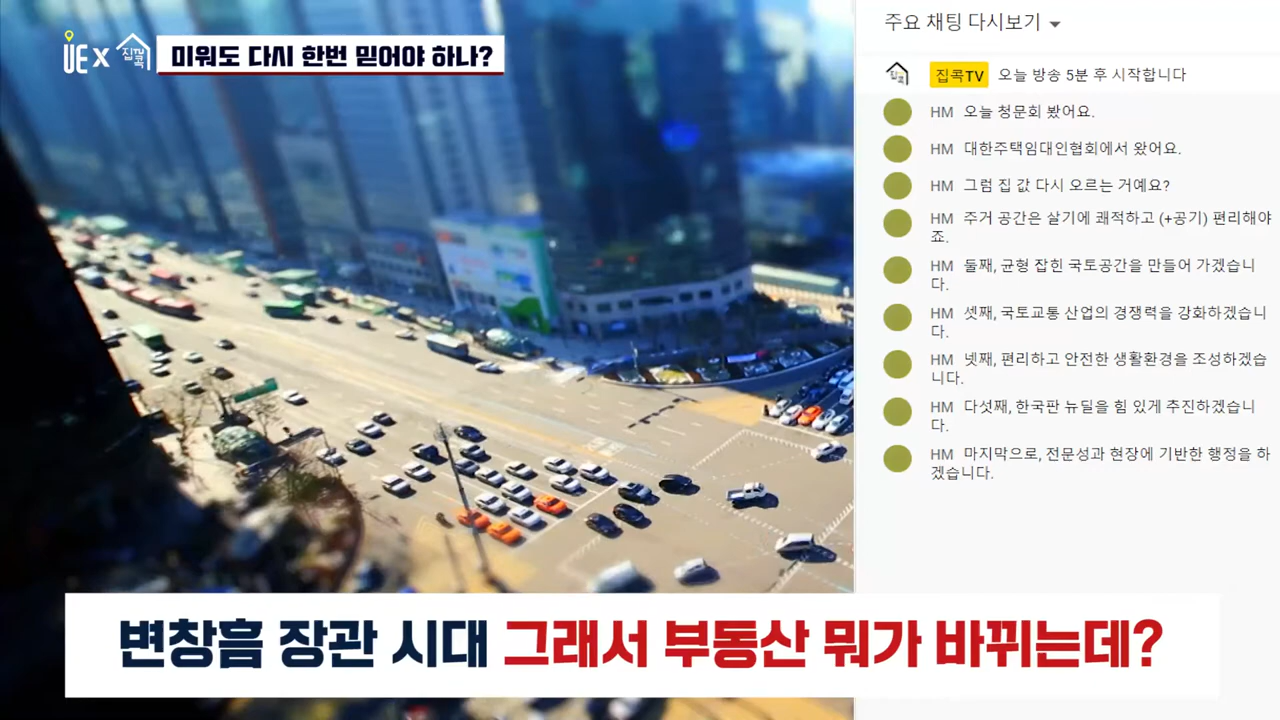 UE X 집콕TV
미워도 다시 한번 믿어야 하나?
주요 채팅 다시보기
집콕
집콕TV 오늘 방송 5분 후 시작합니다
HM 오늘 청문회 봤어요.
HM 대한주택임대인협회에서 왔어요.
HM 그럼 집 값 다시 오르는 거예요?
HM 주거 공간은 살기에 쾌적하고 (+공기) 편리해야
죠.
HM 둘째, 균형 잡힌 국토공간을 만들어 가겠습니
다.
HM 셋째, 국토교통 산업의 경쟁력을 강화하겠습니
다.
HM 넷째, 편리하고 안전한 생활환경을 조성하겠습
니다.
HM 다섯째, 한국판 뉴딜을 힘 있게 추진하겠습니
다.
HM 마지막으로, 전문성과 현장에 기반한 행정을 하
겠습니다.
변창흠 장관 시대 그래서 부동산 뭐가 바뀌는데?